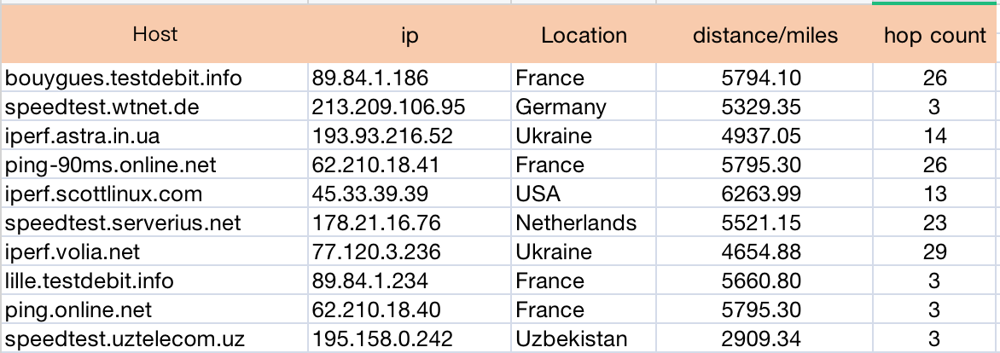 Host ip Location distance/miles hop count
bouygues.testdebit.info 89.84.1.186 France 5794.10 26
speedtest.wtnet.de 213.209.106.95 Germany 5329.35 3
iperf.astra.in.ua 193.93.216.52 Ukraine 4937.05 14
ping-90ms.online.net 62.210.18.41 France 5795.30 26
iperf.scottlinux.com 45.33.39.39 USA 6263.99 13
speedtest.serverius.net 178.21.16.76 Netherlands 5521.15 23
iperf.volia.net 77.120.3.236 Ukraine 4654.88 29
lille.testdebit.info 89.84.1.234 France 5660.80 3
ping.online.net 62.210.18.40 France 5795.30 3
speedtest.uztelecom.uz 195.158.0.242 Uzbekistan 2909.34 3